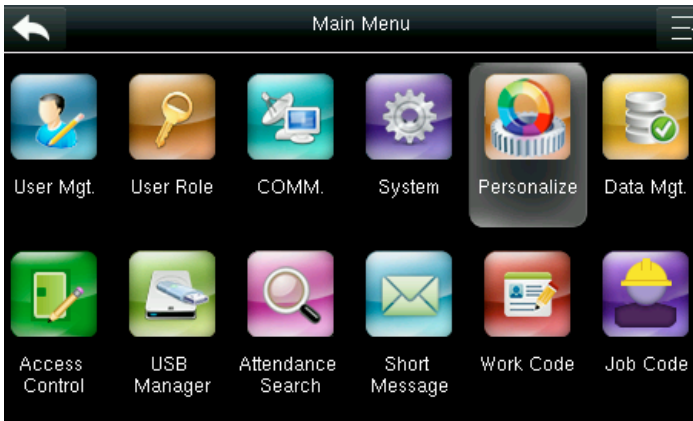 Main Menu
User Mgt. User Role COMM. System Personalize Data Mgt.
Access Control USB Manager Attendance Search Short Message Work Code Job Code